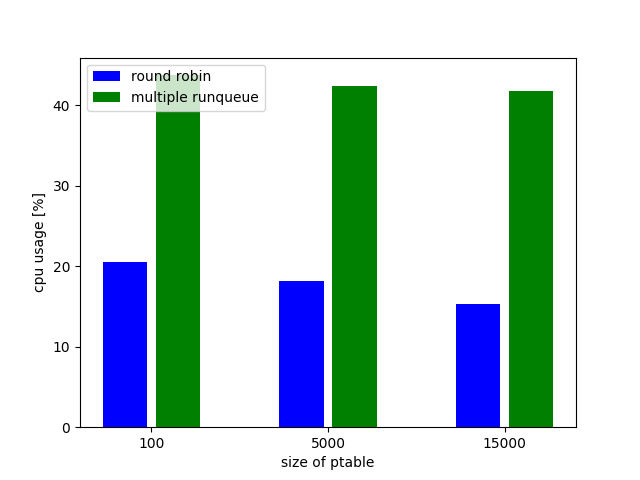 round robin
multiple runqueue
cpu usage [%]
40
30
20
10
0
100 5000 15000
size of ptable